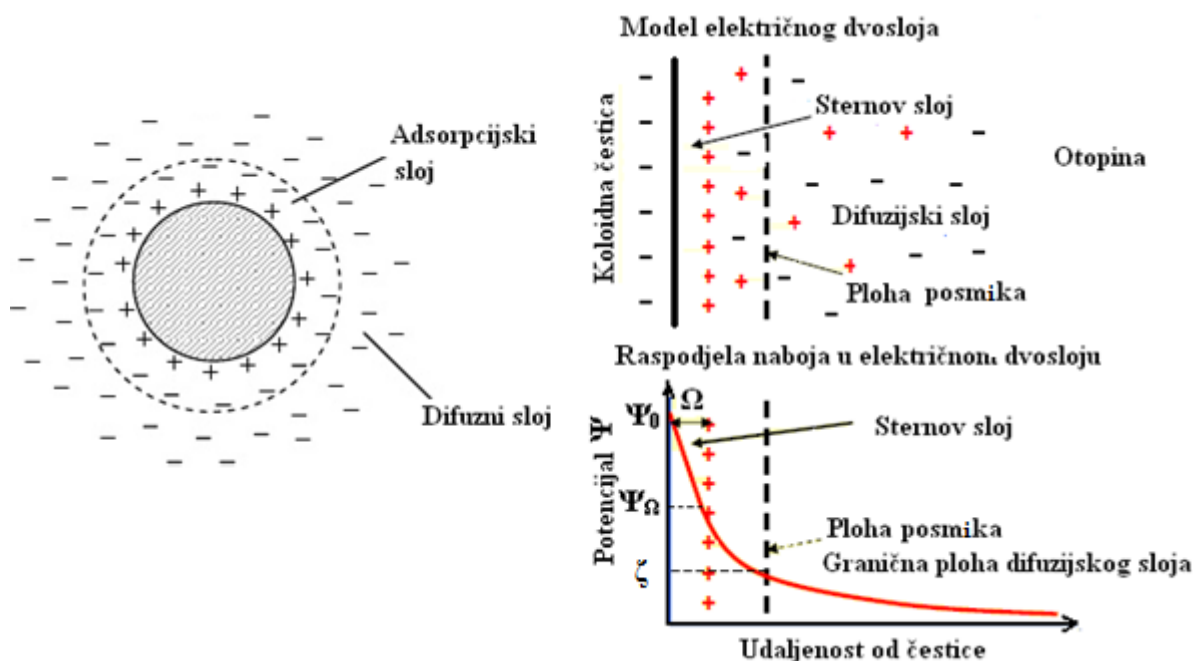 Adsorpcijski
sloj
Difuzni sloj
Model električnog dvosloja
Koloidna čestica
Sternov sloj
Otopina
Difuzijski sloj
Ploha posmika
Raspodjela naboja u električnom dvosloju
Potencijal Ψ
Ψ0
Ω
Sternov sloj
ΨΩ
Ploha posmika
ζ
Granična ploha difuzijskog sloja
Udaljenost od čestice